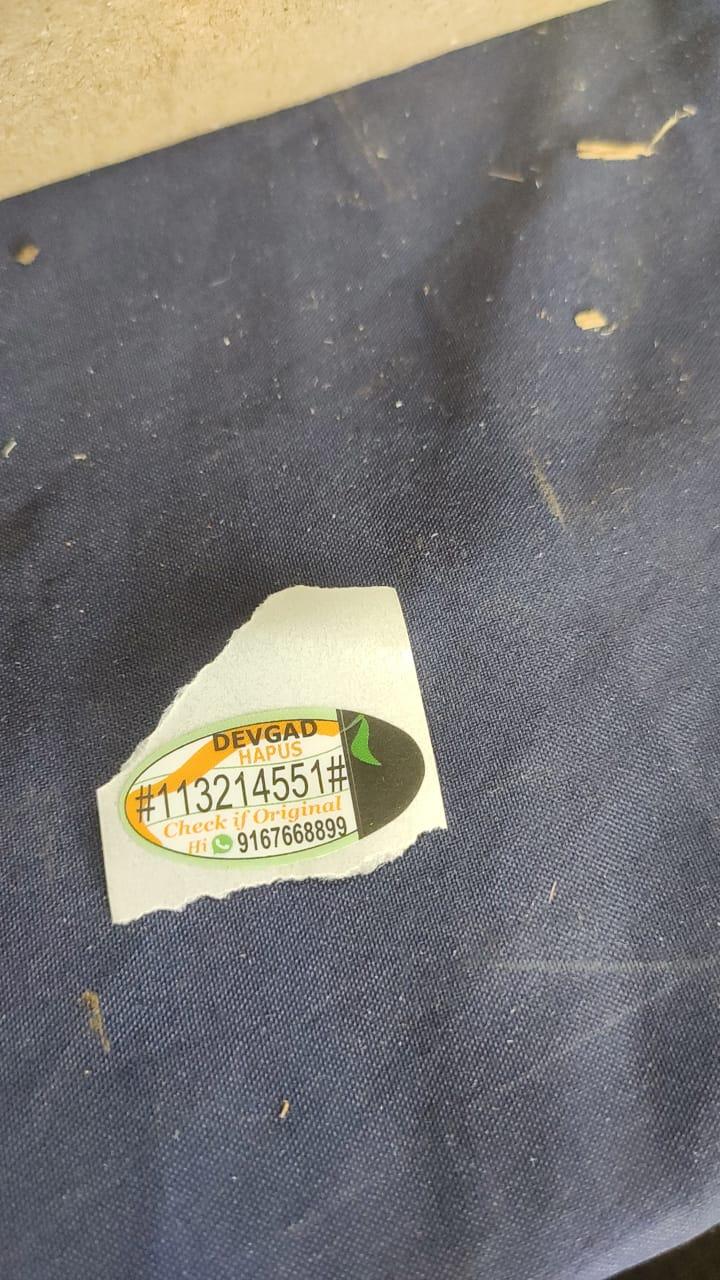 DEVGAD
HAPUS
#113214551#
Check if Original
Hi 9167668899